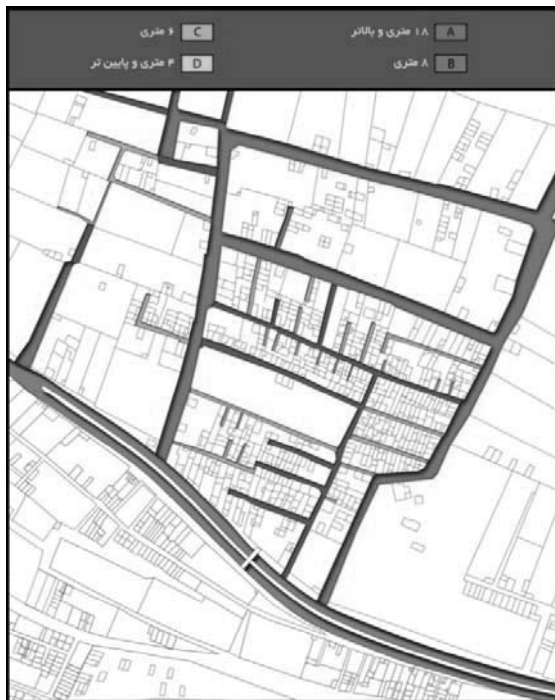 A ۱۸ متری و بالاتر
C ۶ متری
B ۸ متری
D ۴ متری و پایین تر